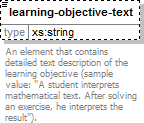 learning-objective-text
type xs:string
An element that contains
detailed text description of the
learning objective (sample
value: "A student interprets
mathematical text. After solving
an exercise, he interprets the
result").